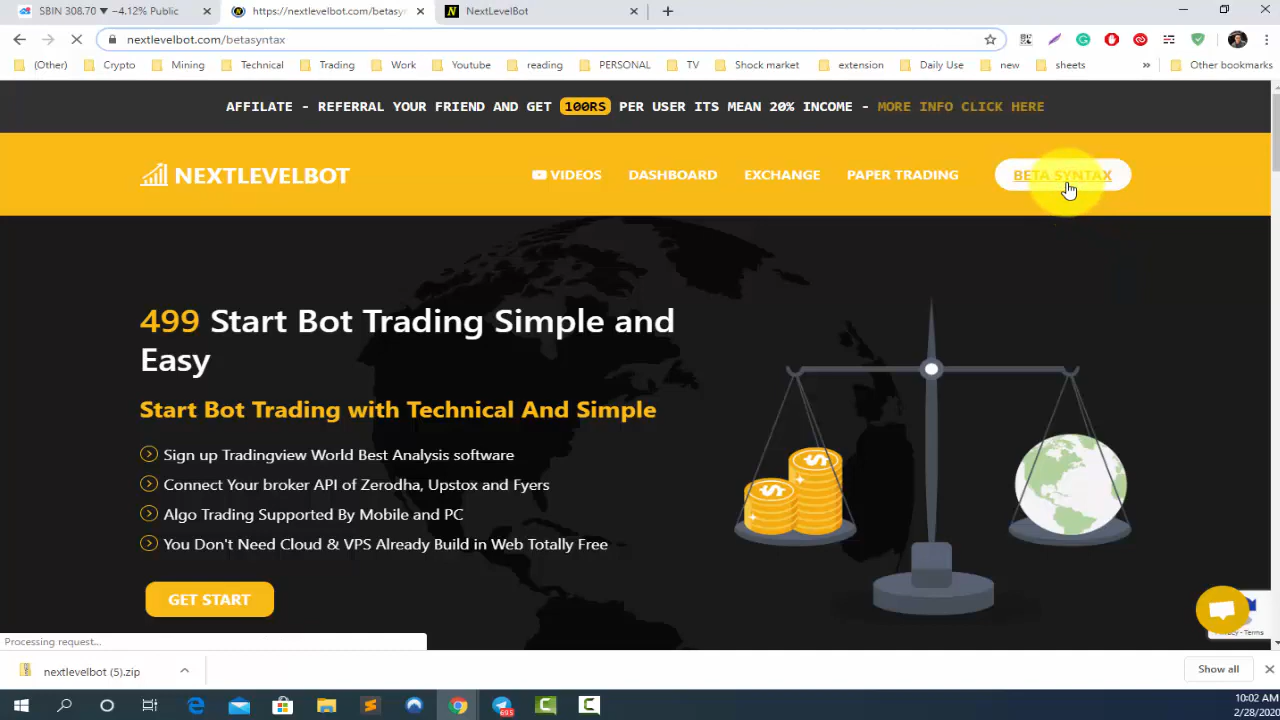 SBIN 308.70 ▼ −4.12% Public
https://nextlevelbot.com/betasyn
NextLevelBot
nextlevelbot.com/betasyntax
(Other)
Crypto
Mining
Technical
Trading
Work
Youtube
reading
PERSONAL
TV
Shock market
extension
Daily Use
new
sheets
»
Other bookmarks
AFFILATE - REFERRAL YOUR FRIEND AND GET 100RS PER USER ITS MEAN 20% INCOME - MORE INFO CLICK HERE
NEXTLEVELBOT
VIDEOS
DASHBOARD
EXCHANGE
PAPER TRADING
BETA SYNTAX
499 Start Bot Trading Simple and
Easy
Start Bot Trading with Technical And Simple
Sign up Tradingview World Best Analysis software
Connect Your broker API of Zerodha, Upstox and Fyers
Algo Trading Supported By Mobile and PC
You Don't Need Cloud & VPS Already Build in Web Totally Free
GET START
Privacy - Terms
Processing request...
nextlevelbot (5).zip
Show all
10:02 AM
2/28/2020